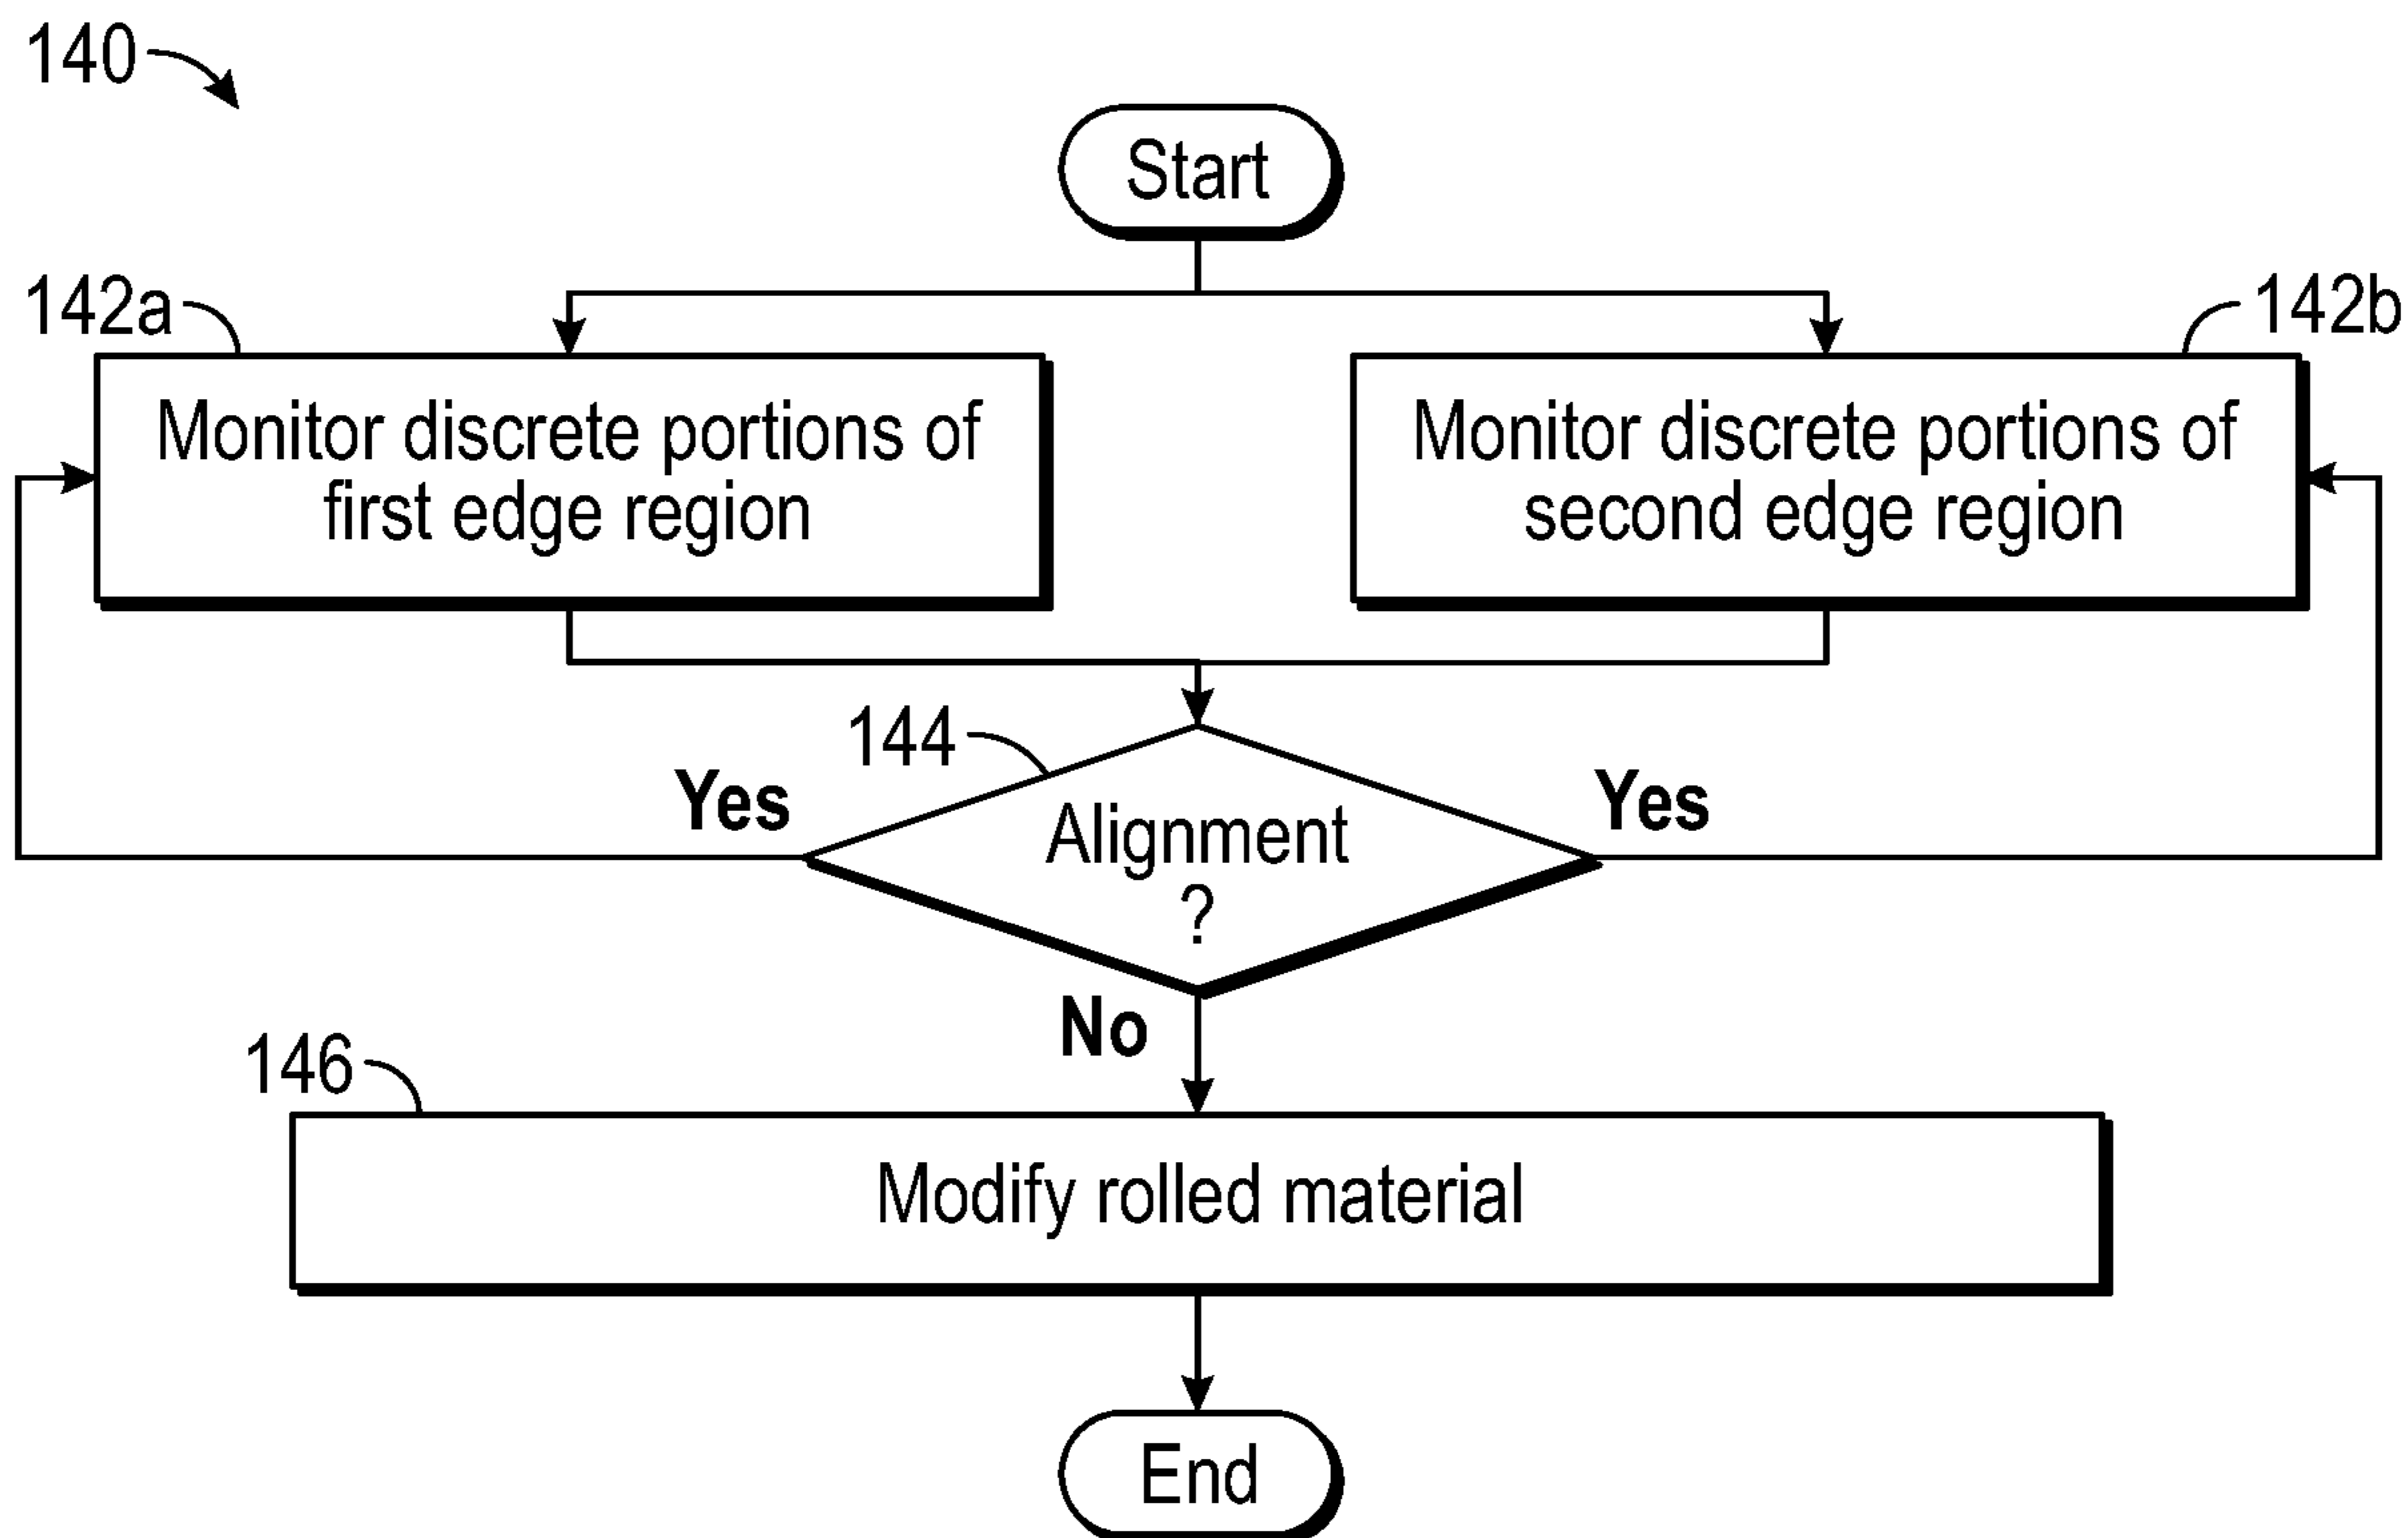 140
Start
142a
142b
Monitor discrete portions of
first edge region
Monitor discrete portions of
second edge region
144
Yes
Yes
Alignment
?
No
146
Modify rolled material
End